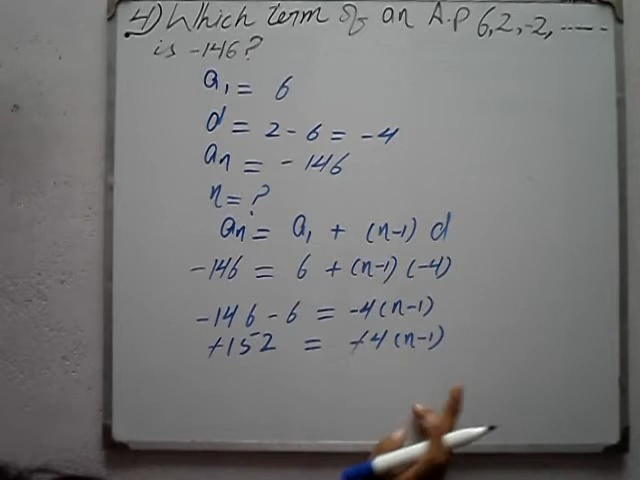 4) Which term of an A.P 6, 2, -2, ......
is -146?
a₁ = 6
d = 2 - 6 = -4
aₙ = -146
n = ?
aₙ = a₁ + (n-1) d
-146 = 6 + (n-1) (-4)
-146 - 6 = -4(n-1)
+152 = +4(n-1)